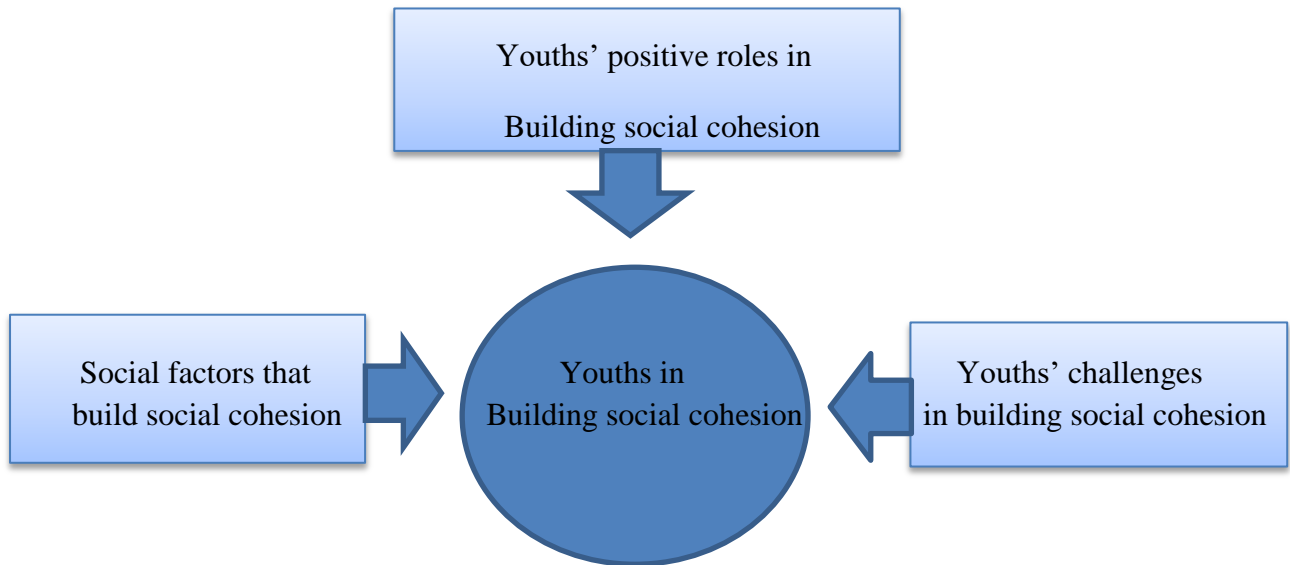 Youths’ positive roles in
Building social cohesion
Social factors that
build social cohesion
Youths in
Building social cohesion
Youths’ challenges
in building social cohesion